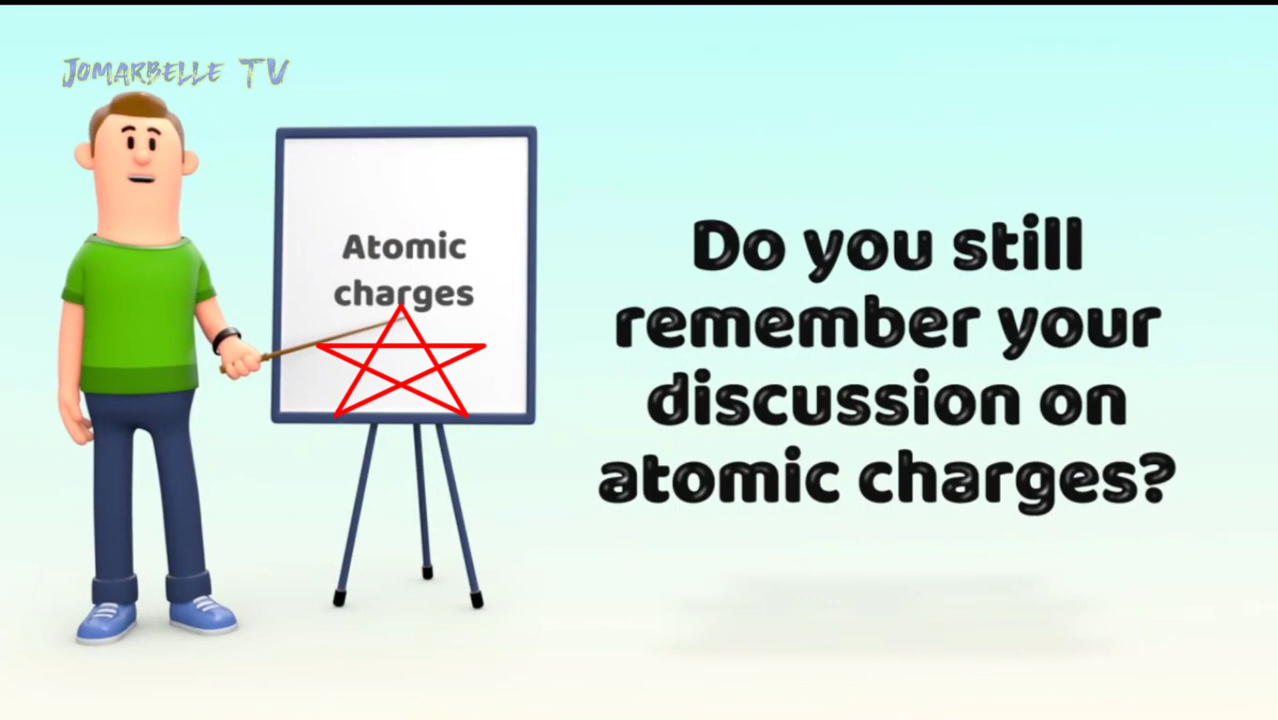 Jomarbelle TV
Atomic
charges
Do you still
remember your
discussion on
atomic charges?